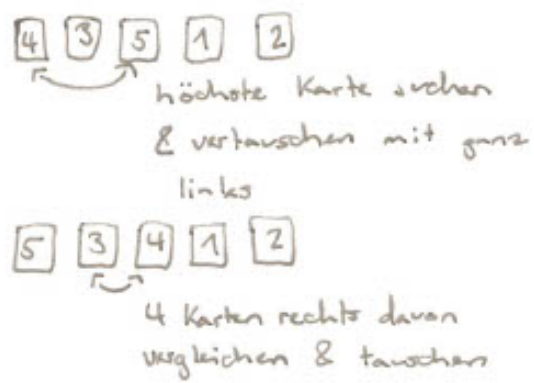 4 3 5 1 2
höchste Karte suchen
& vertauschen mit ganz
links
5 3 4 1 2
4 Karten rechts davon
vergleichen & tauschen